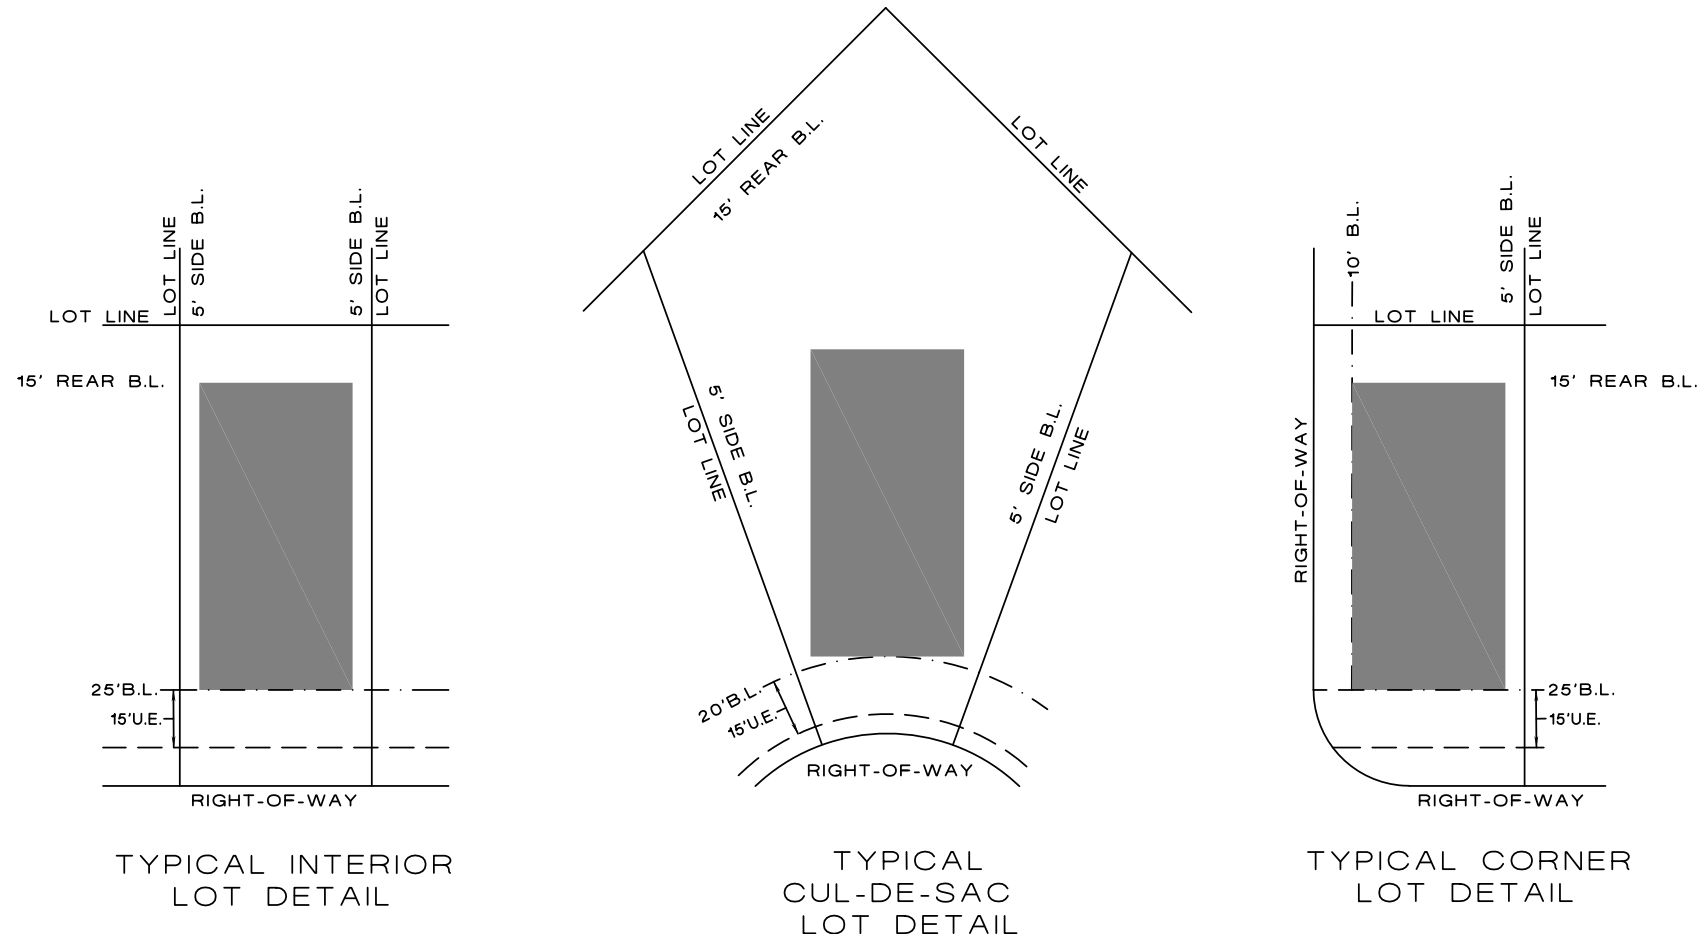 LOT LINE
5' SIDE B.L.
5' SIDE B.L.
LOT LINE
LOT LINE
15' REAR B.L.
25'B.L.
15'U.E.
RIGHT-OF-WAY
TYPICAL INTERIOR
LOT DETAIL
LOT LINE
15' REAR B.L.
LOT LINE
5' SIDE B.L.
LOT LINE
5' SIDE B.L.
LOT LINE
20'B.L.
15'U.E.
RIGHT-OF-WAY
TYPICAL
CUL-DE-SAC
LOT DETAIL
10' B.L.
5' SIDE B.L.
LOT LINE
LOT LINE
15' REAR B.L.
RIGHT-OF-WAY
25'B.L.
15'U.E.
RIGHT-OF-WAY
TYPICAL CORNER
LOT DETAIL